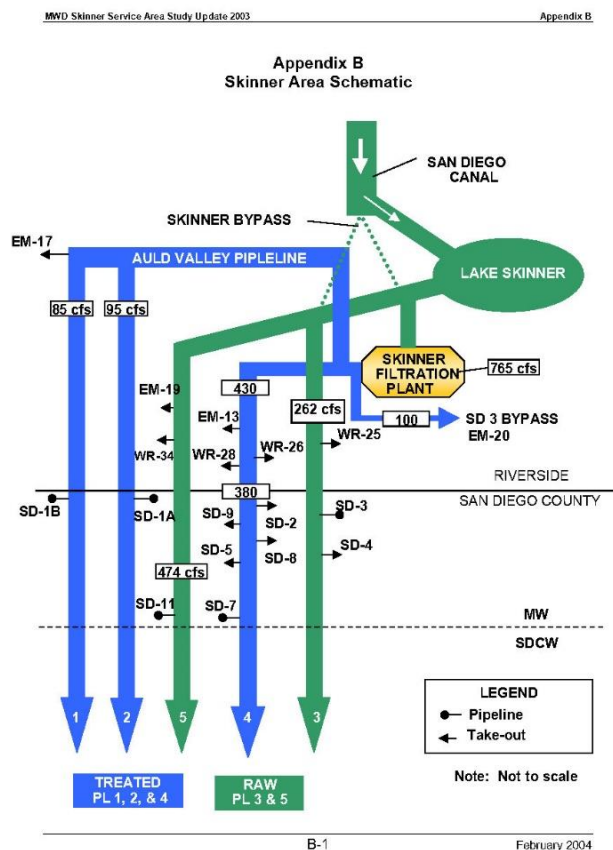 MWD Skinner Service Area Study Update 2003
Appendix B
Appendix B
Skinner Area Schematic
SAN DIEGO
CANAL
SKINNER BYPASS
EM-17
AULD VALLEY PIPLELINE
LAKE SKINNER
85 cfs
95 cfs
SKINNER
FILTRATION
PLANT
765 cfs
EM-19
430
262 cfs
100
SD 3 BYPASS
EM-20
EM-13
WR-34
WR-28
WR-26
WR-25
RIVERSIDE
380
SAN DIEGO COUNTY
SD-1B
SD-1A
SD-9
SD-2
SD-3
SD-5
SD-8
SD-4
474 cfs
SD-11
SD-7
MW
SDCW
LEGEND
Pipeline
Take-out
1
2
5
4
3
TREATED
PL 1, 2, & 4
RAW
PL 3 & 5
Note: Not to scale
B-1
February 2004